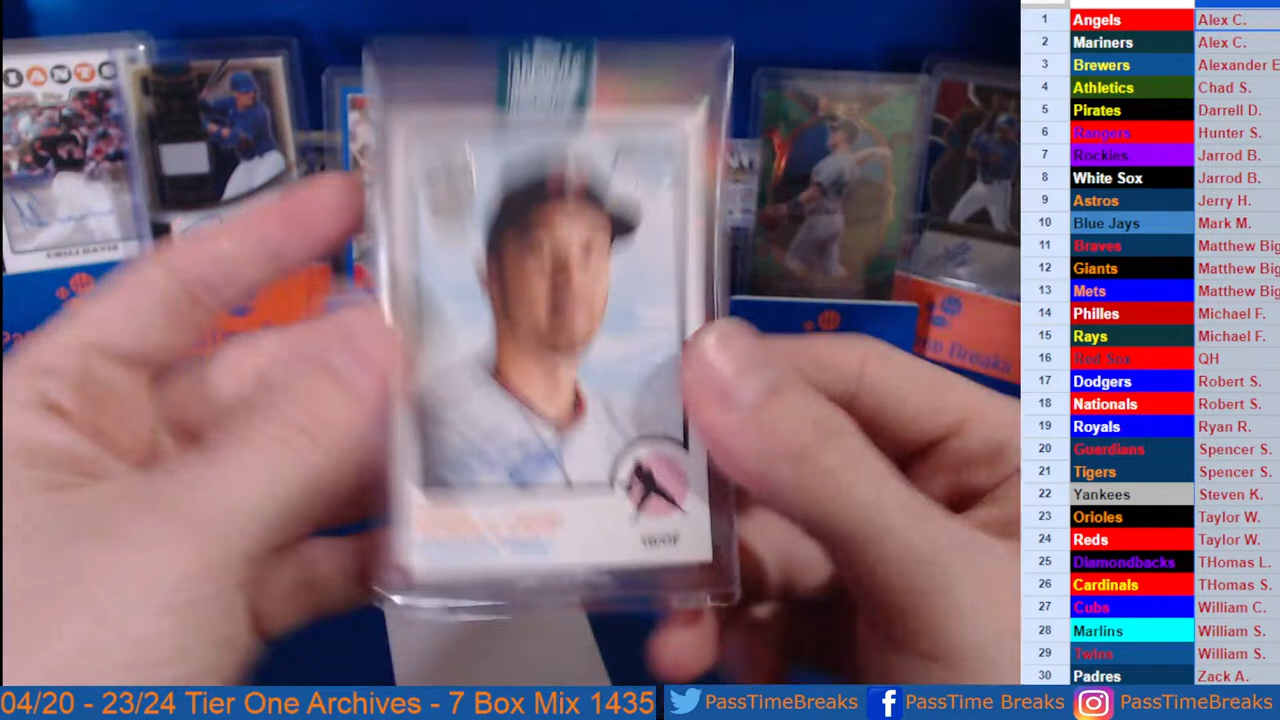 1 Angels Alex C.
2 Mariners Alex C.
3 Brewers Alexander E
4 Athletics Chad S.
5 Pirates Darrell D.
6 Rangers Hunter S.
7 Rockies Jarrod B.
8 White Sox Jarrod B.
9 Astros Jerry H.
10 Blue Jays Mark M.
11 Braves Matthew Big
12 Giants Matthew Big
13 Mets Matthew Big
14 Philles Michael F.
15 Rays Michael F.
16 Red Sox QH
17 Dodgers Robert S.
18 Nationals Robert S.
19 Royals Ryan R.
20 Guardians Spencer S.
21 Tigers Spencer S.
22 Yankees Steven K.
23 Orioles Taylor W.
24 Reds Taylor W.
25 Diamondbacks THomas L.
26 Cardinals THomas S.
27 Cubs William C.
28 Marlins William S.
29 Twins William S.
30 Padres Zack A.
CHILI DAVIS
Breaks
04/20 - 23/24 Tier One Archives - 7 Box Mix 1435 PassTimeBreaks PassTime Breaks PassTimeBreaks